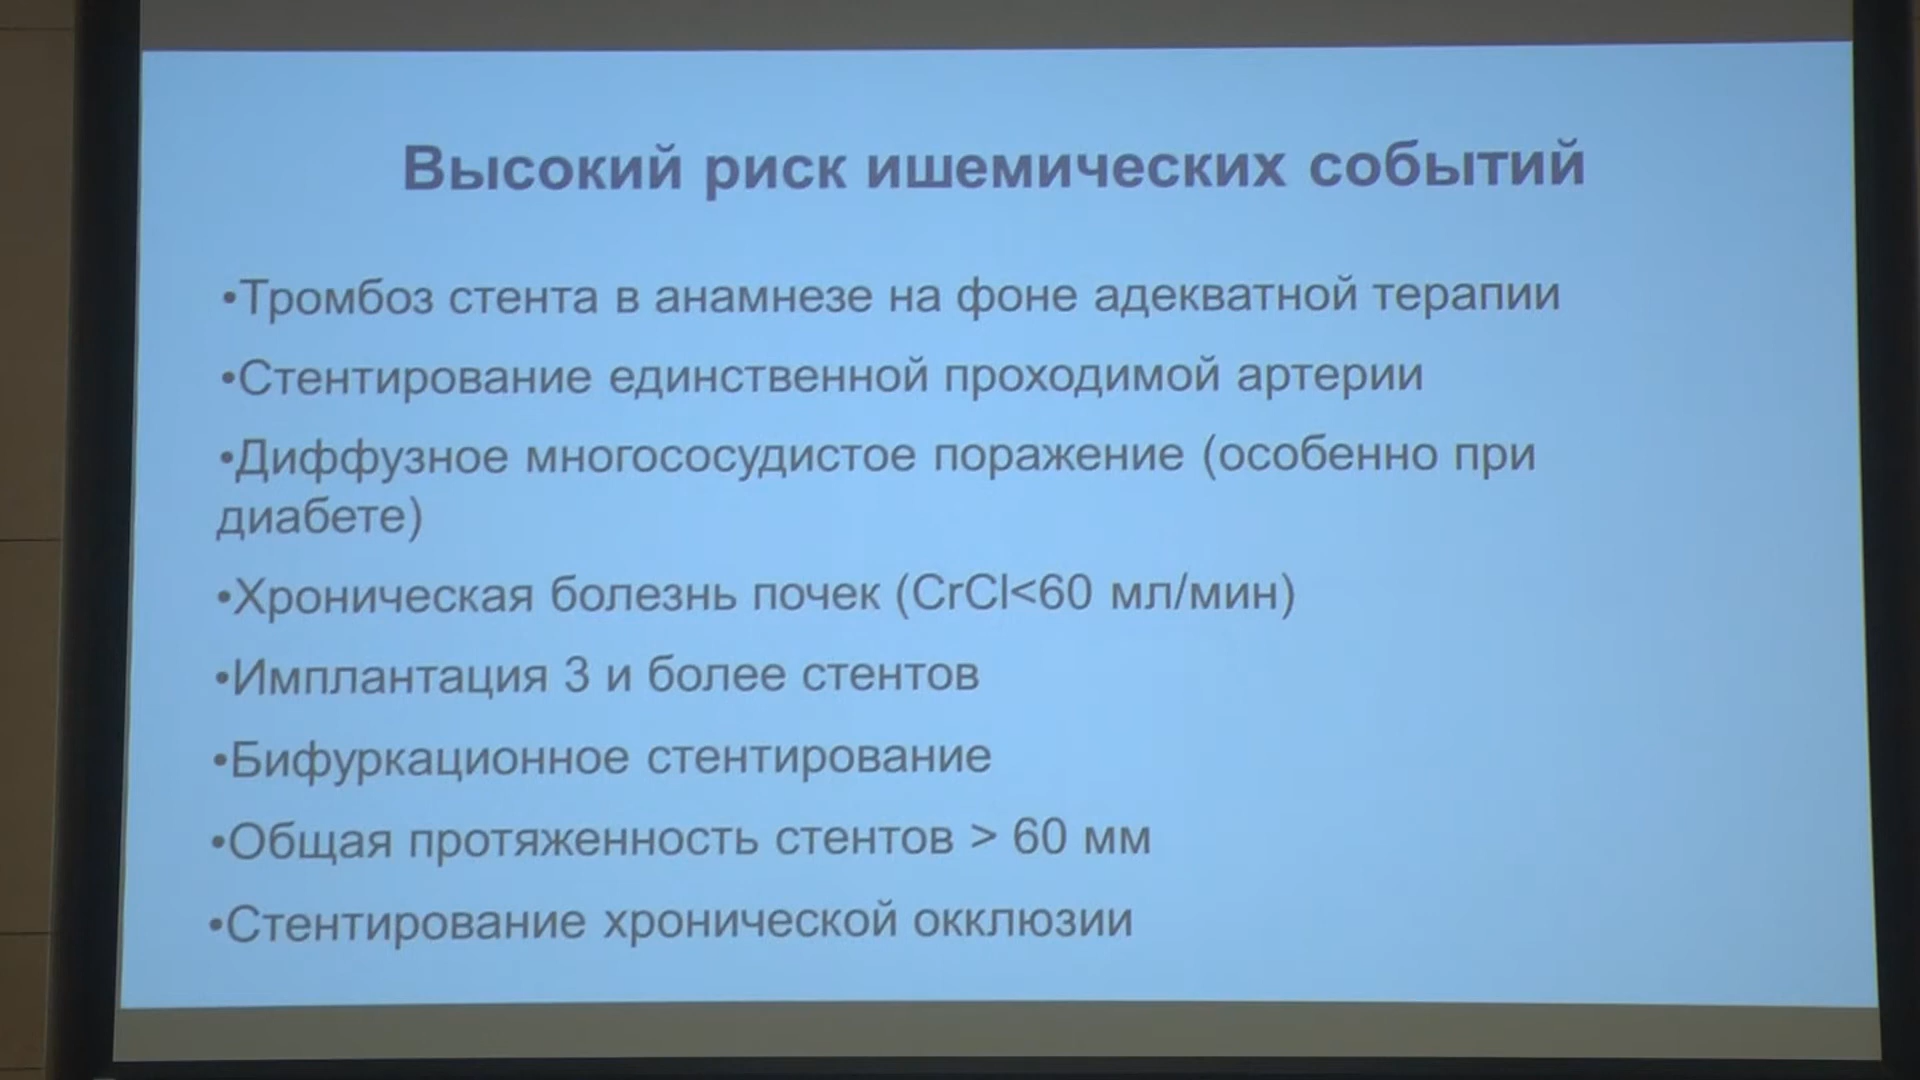 Высокий риск ишемических событий
•Тромбоз стента в анамнезе на фоне адекватной терапии
•Стентирование единственной проходимой артерии
•Диффузное многососудистое поражение (особенно при
диабете)
•Хроническая болезнь почек (CrCl<60 мл/мин)
•Имплантация 3 и более стентов
•Бифуркационное стентирование
•Общая протяженность стентов > 60 мм
•Стентирование хронической окклюзии